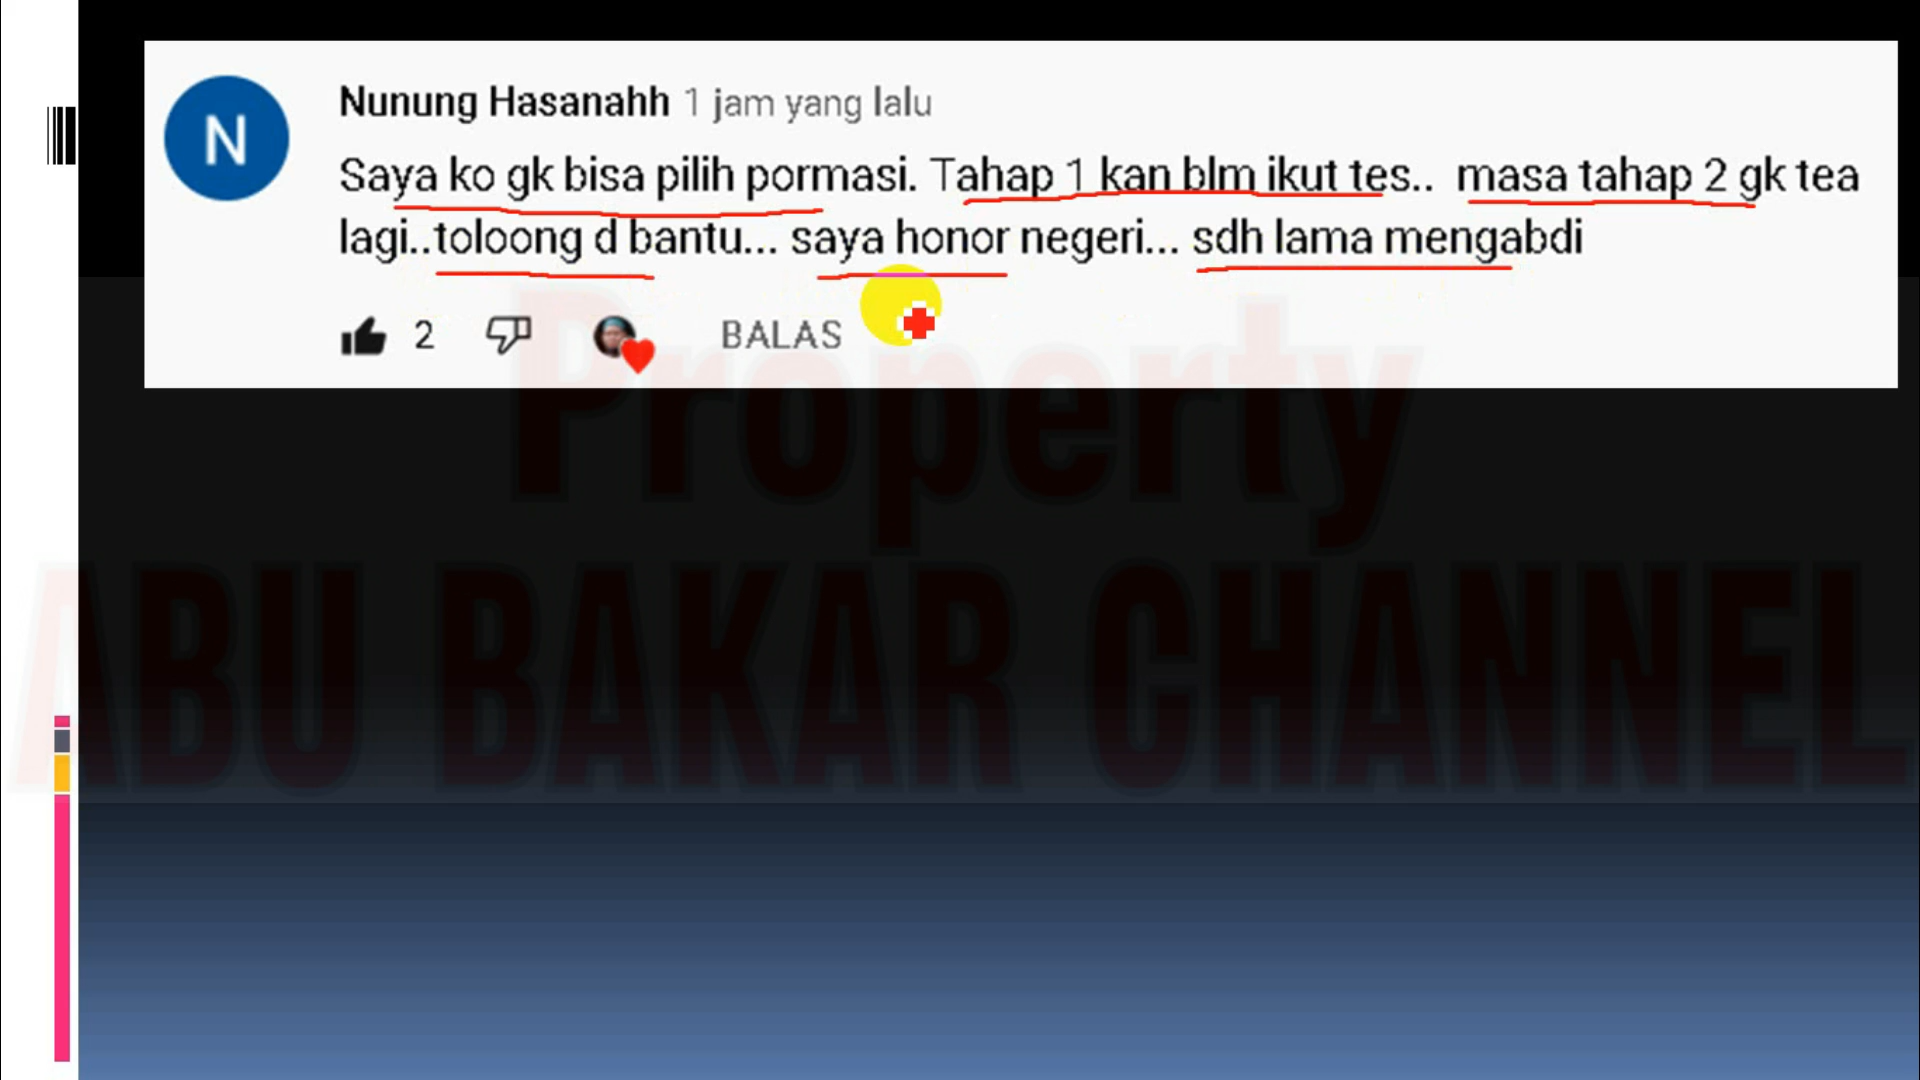 N
Nunung Hasanahh 1 jam yang lalu
Saya ko gk bisa pilih pormasi. Tahap 1 kan blm ikut tes.. masa tahap 2 gk tea
lagi..toloong d bantu... saya honor negeri... sdh lama mengabdi
2 BALAS
Property
ABU BAKAR CHANNEL